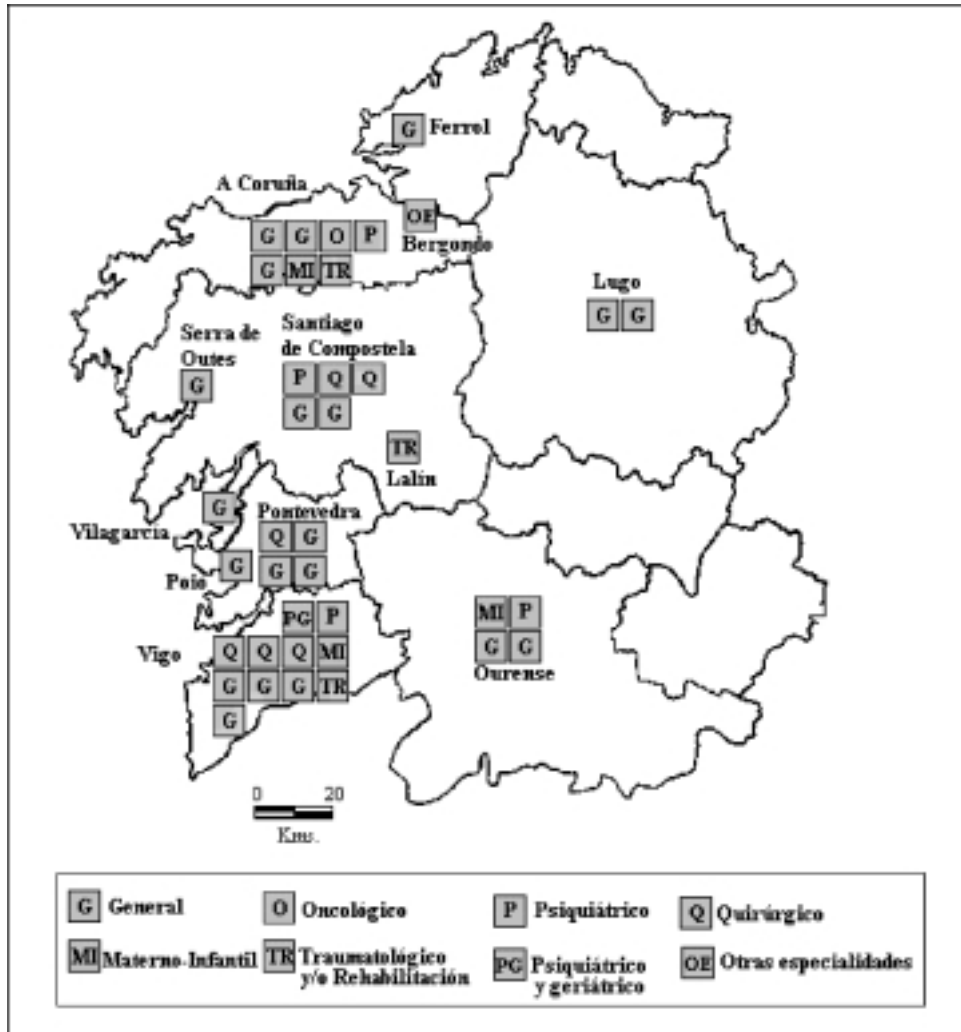 G Ferrol
A Coruña
OE
G G O P
Bergondo
G MI TR
Lugo
G G
Santiago
de Compostela
Serra de
Outes
P Q Q
G
G G
TR
Lalín
G
Pontevedra
Vilagarcía
Q G
G
Poio
G G
PG P
MI P
Vigo
Q Q Q MI
G G
Ourense
G G G TR
G
0 20
Kms.
G General
O Oncológico
P Psiquiátrico
Q Quirúrgico
MI Materno-Infantil
TR Traumatológico
y/o Rehabilitación
PG Psiquiátrico
y geriátrico
OE Otras especialidades